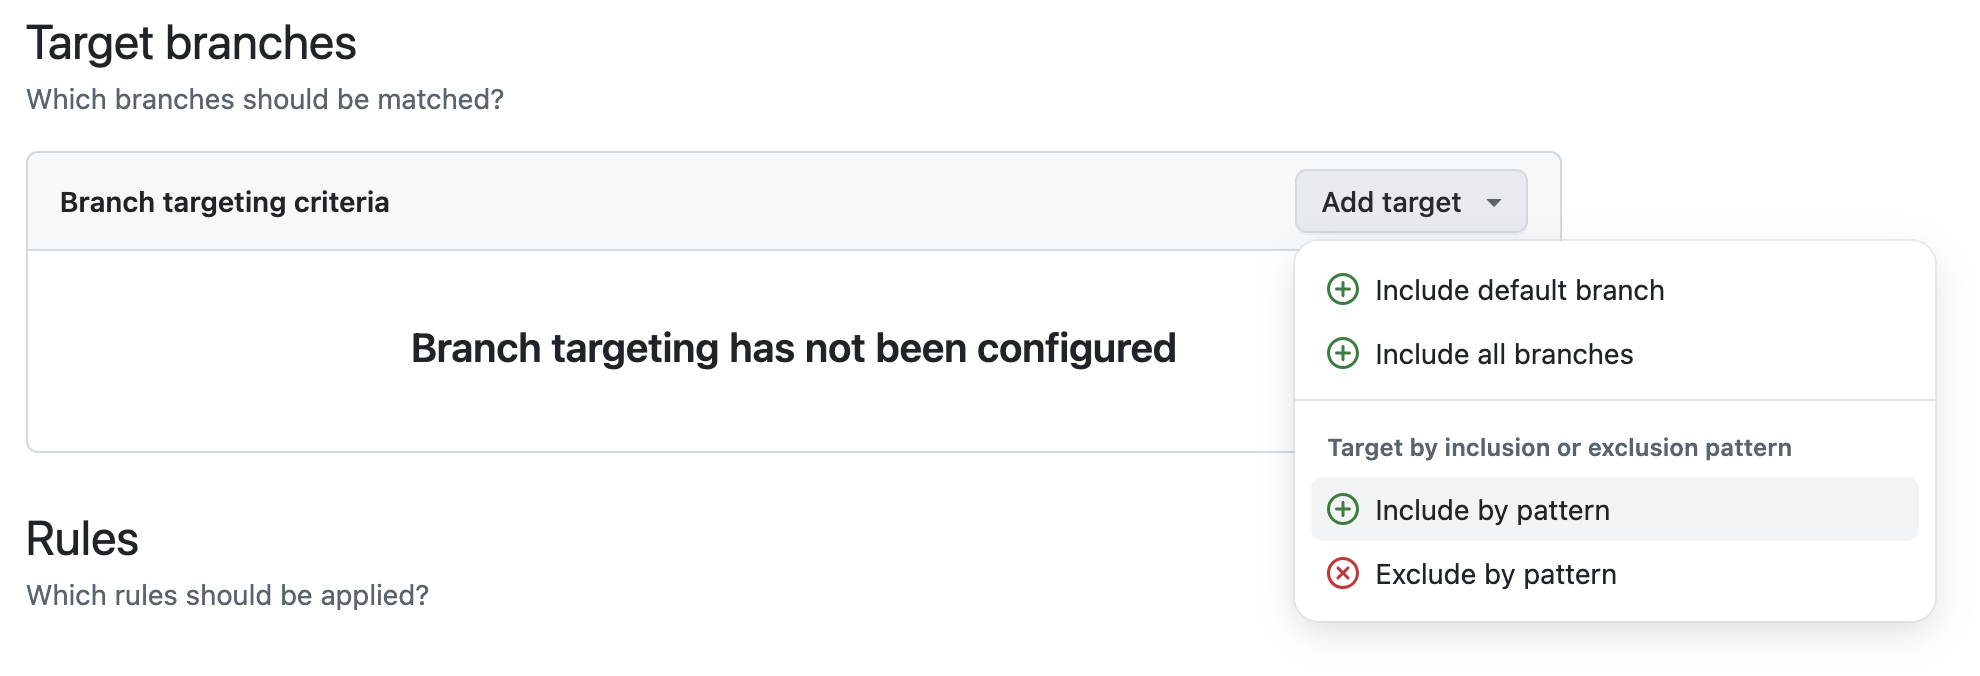 Target branches
Which branches should be matched?
Branch targeting criteria
Add target
Branch targeting has not been configured
Include default branch
Include all branches
Target by inclusion or exclusion pattern
Include by pattern
Exclude by pattern
Rules
Which rules should be applied?